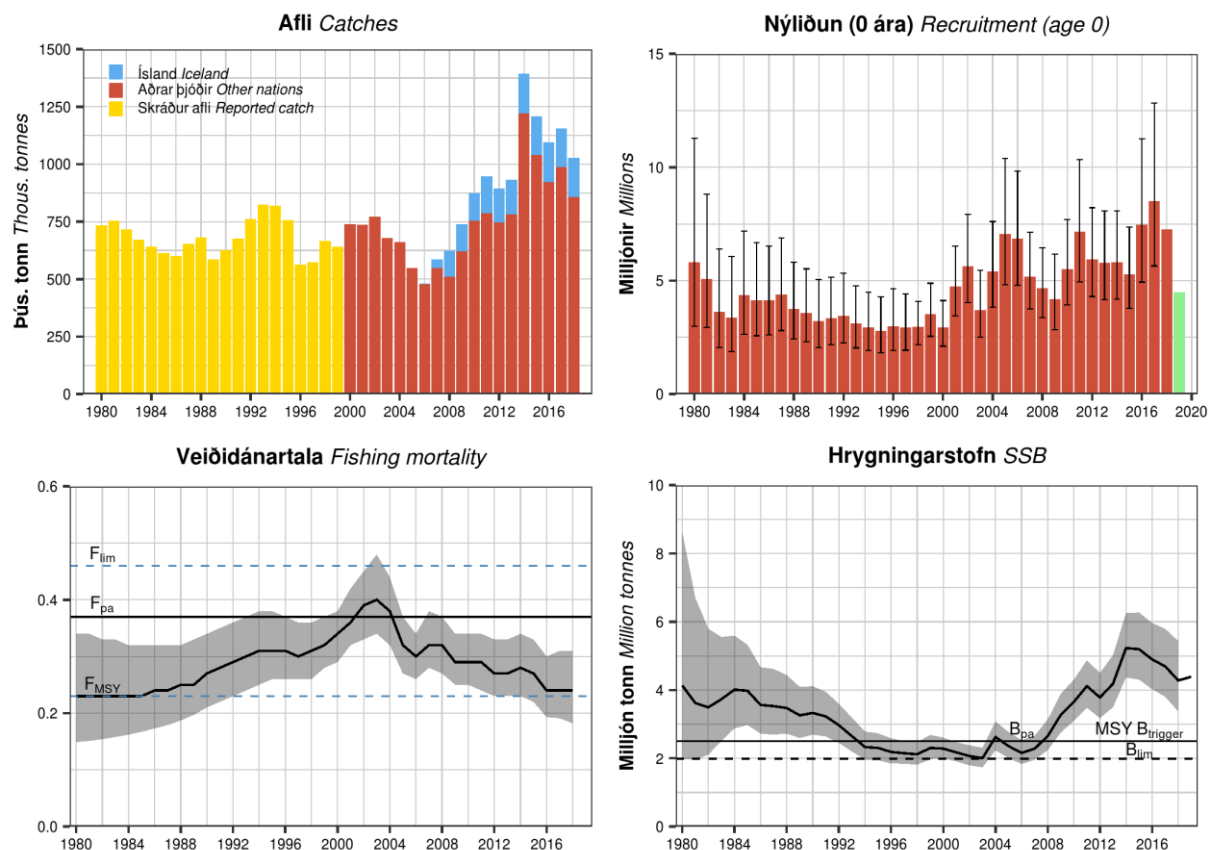 Afli Catches
Þús. tonn Thous. tonnes
1500
1250
1000
750
500
250
0
Ísland Iceland
Aðrar þjóðir Other nations
Skráður afli Reported catch
1980 1984 1988 1992 1996 2000 2004 2008 2012 2016
Nýliðun (0 ára) Recruitment (age 0)
Milljónir Millions
15
10
5
0
1980 1984 1988 1992 1996 2000 2004 2008 2012 2016 2020
Veiðidánartala Fishing mortality
0.6
0.4
0.2
0.0
Flim
Fpa
FMSY
1980 1984 1988 1992 1996 2000 2004 2008 2012 2016
Hrygningarstofn SSB
Milljón tonn Million tonnes
10
8
6
4
2
0
Bpa
MSY Btrigger
Blim
1980 1984 1988 1992 1996 2000 2004 2008 2012 2016